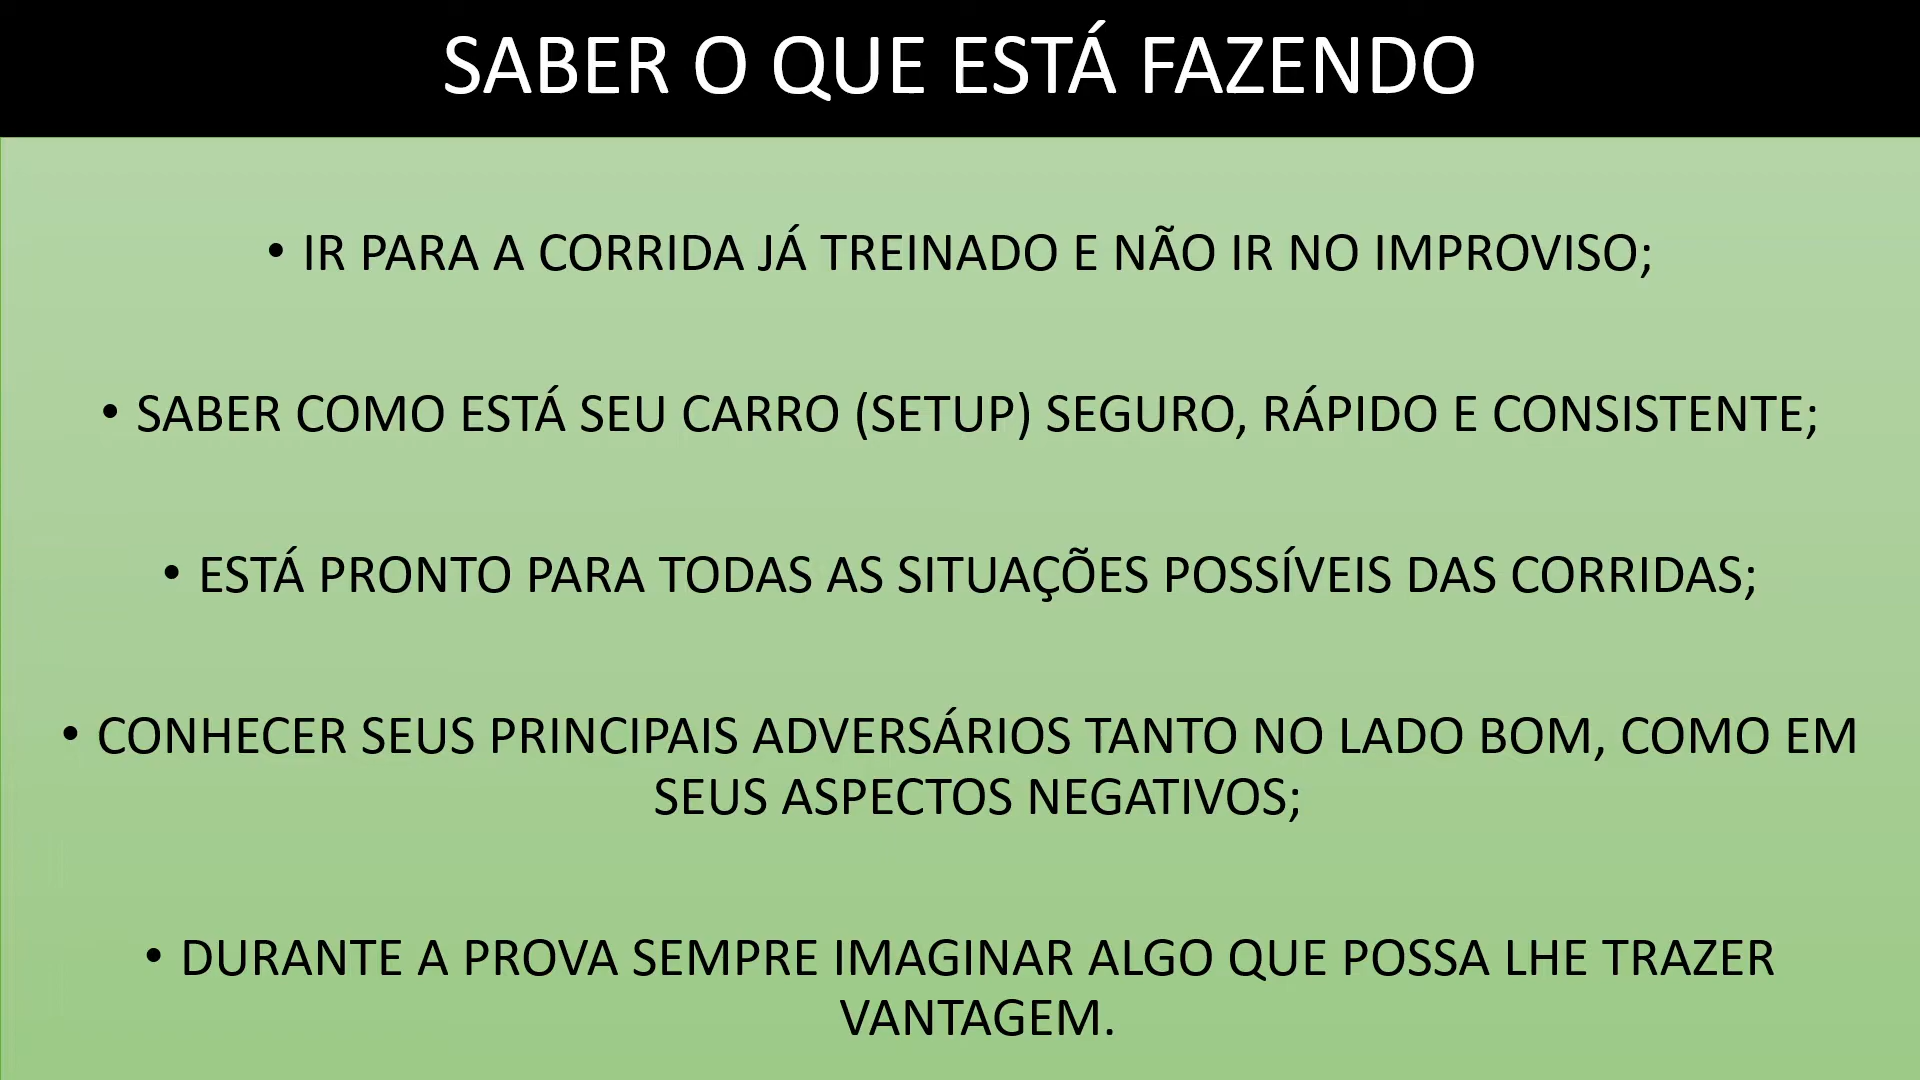 SABER O QUE ESTÁ FAZENDO
• IR PARA A CORRIDA JÁ TREINADO E NÃO IR NO IMPROVISO;
• SABER COMO ESTÁ SEU CARRO (SETUP) SEGURO, RÁPIDO E CONSISTENTE;
• ESTÁ PRONTO PARA TODAS AS SITUAÇÕES POSSÍVEIS DAS CORRIDAS;
• CONHECER SEUS PRINCIPAIS ADVERSÁRIOS TANTO NO LADO BOM, COMO EM
SEUS ASPECTOS NEGATIVOS;
• DURANTE A PROVA SEMPRE IMAGINAR ALGO QUE POSSA LHE TRAZER
VANTAGEM.